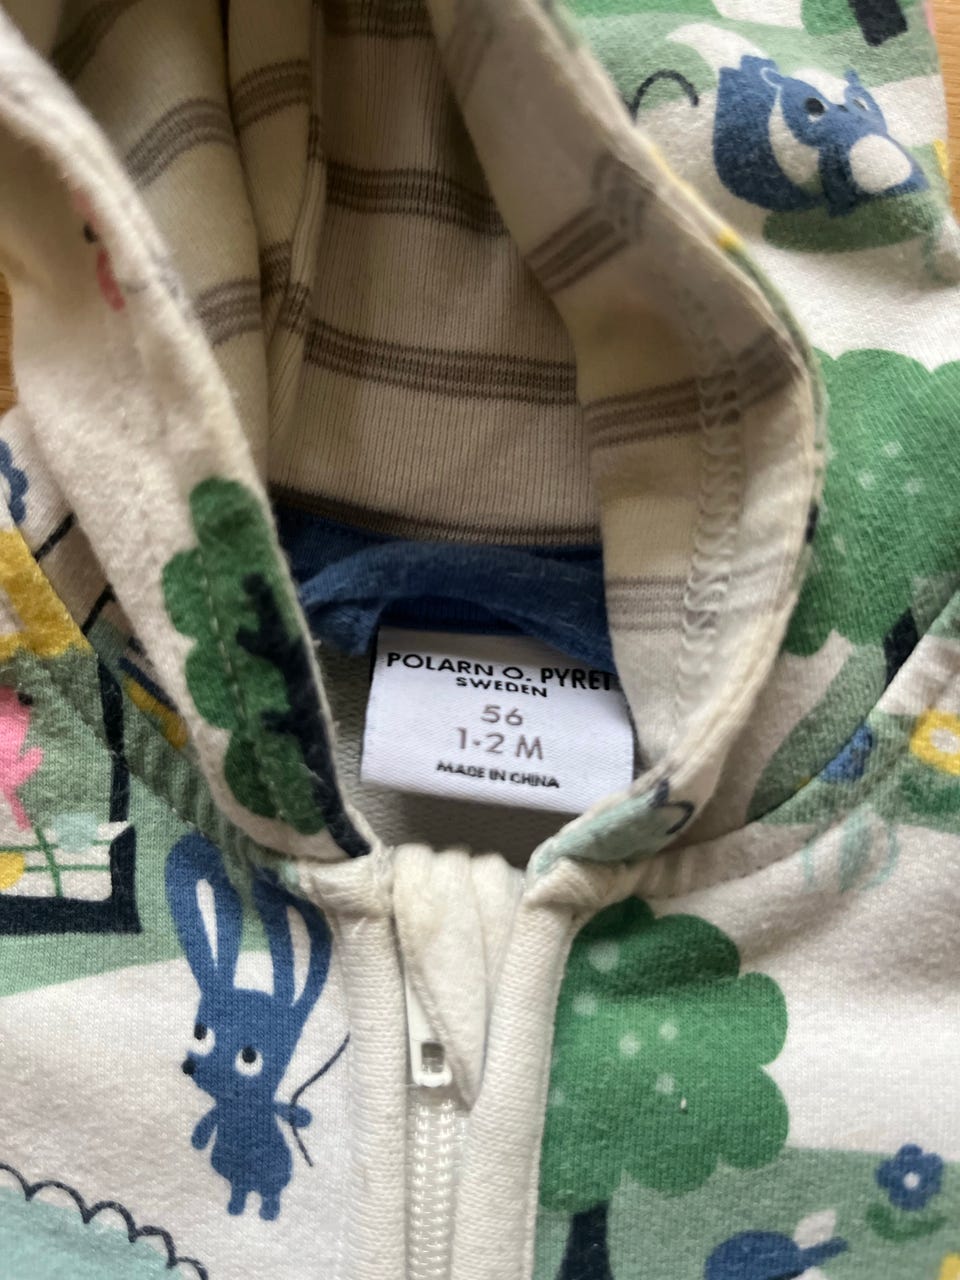 POLARN O. PYRET
SWEDEN
56
1-2 M
MADE IN CHINA